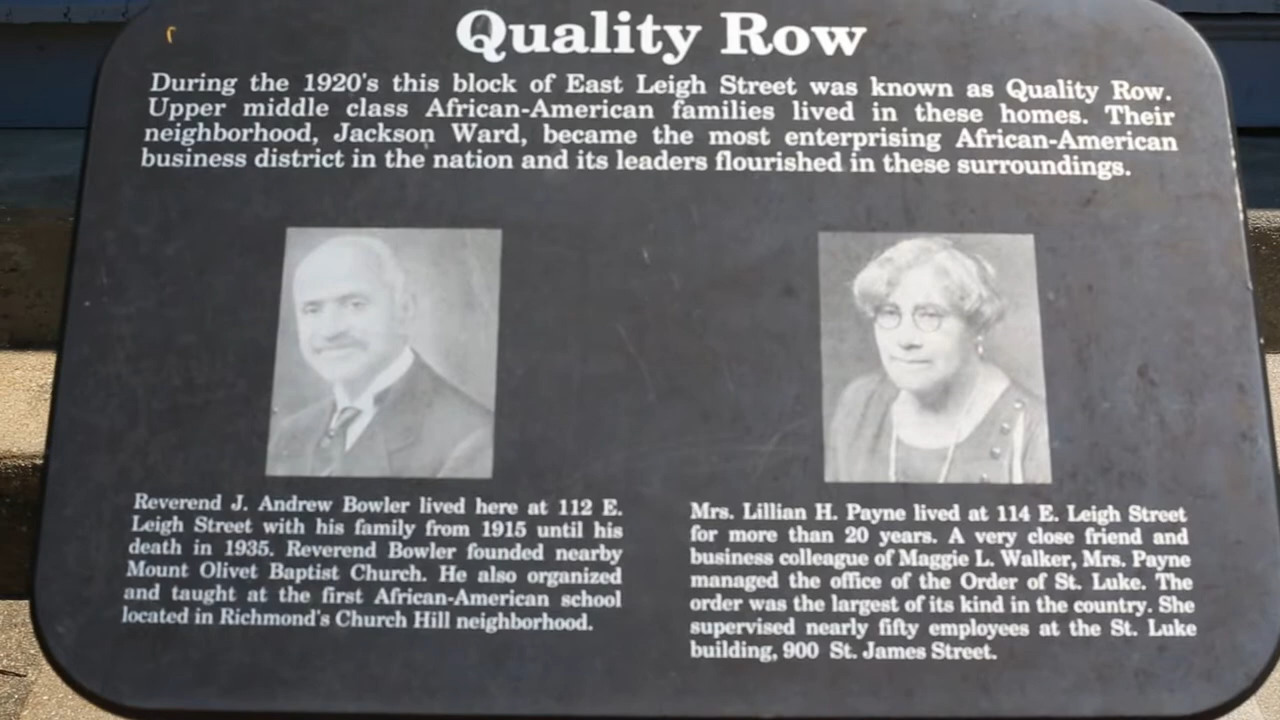 Quality Row
During the 1920's this block of East Leigh Street was known as Quality Row.
Upper middle class African-American families lived in these homes. Their
neighborhood, Jackson Ward, became the most enterprising African-American
business district in the nation and its leaders flourished in these surroundings.
Reverend J. Andrew Bowler lived here at 112 E.
Leigh Street with his family from 1915 until his
death in 1935. Reverend Bowler founded nearby
Mount Olivet Baptist Church. He also organized
and taught at the first African-American school
located in Richmond's Church Hill neighborhood.
Mrs. Lillian H. Payne lived at 114 E. Leigh Street
for more than 20 years. A very close friend and
business colleague of Maggie L. Walker, Mrs. Payne
managed the office of the Order of St. Luke. The
order was the largest of its kind in the country. She
supervised nearly fifty employees at the St. Luke
building, 900 St. James Street.